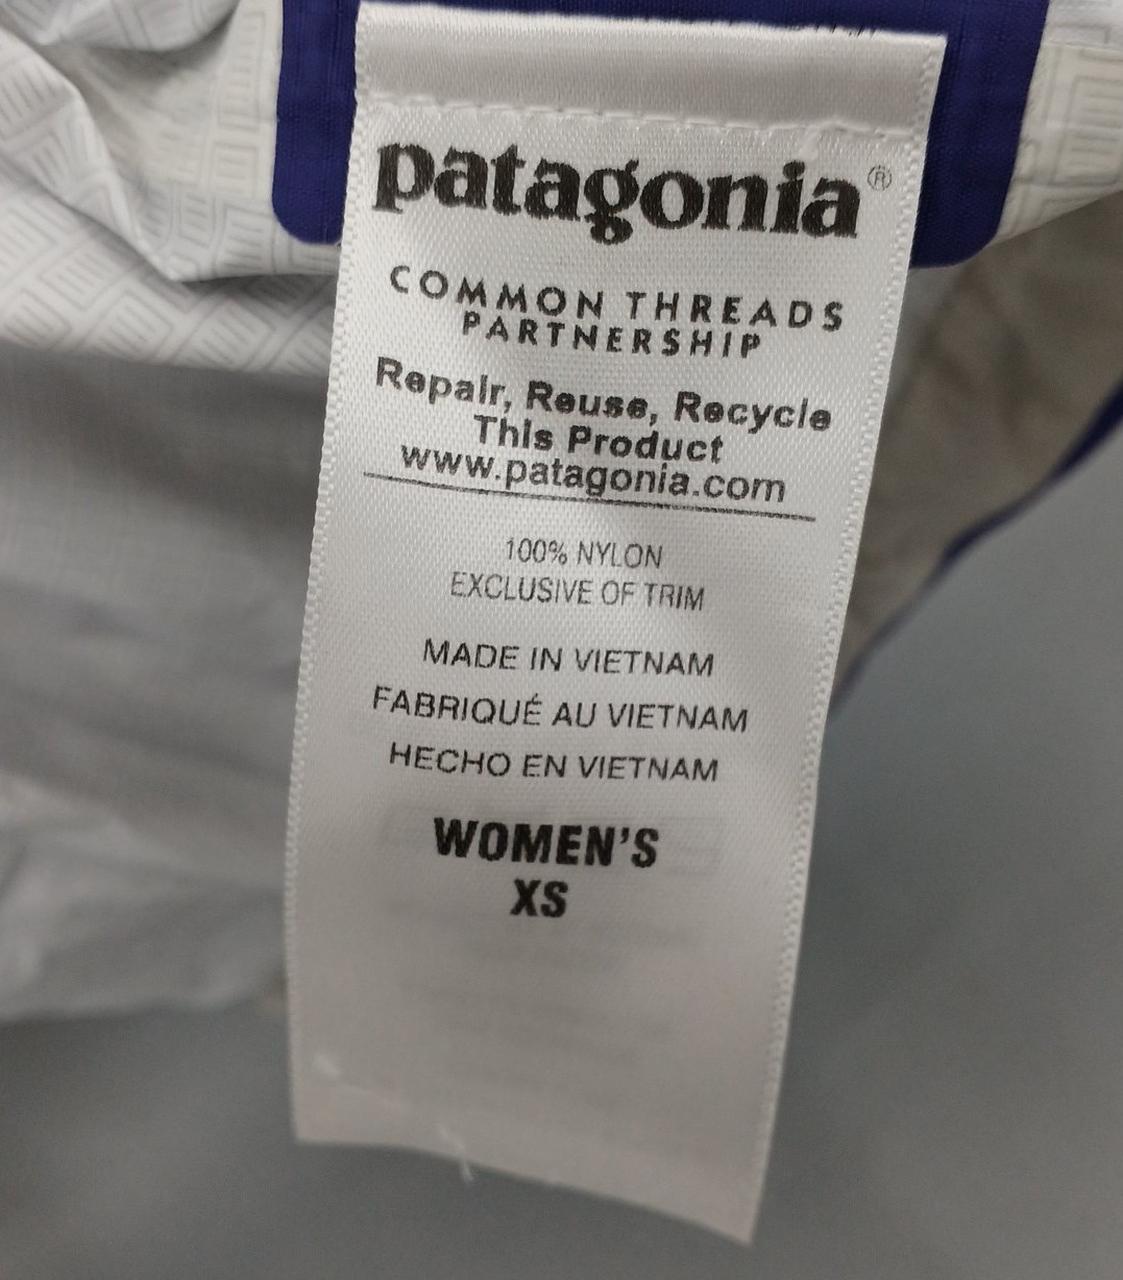 patagonia®
COMMON THREADS
PARTNERSHIP
Repair, Reuse, Recycle
This Product
www.patagonia.com
100% NYLON
EXCLUSIVE OF TRIM
MADE IN VIETNAM
FABRIQUÉ AU VIETNAM
HECHO EN VIETNAM
WOMEN'S
XS